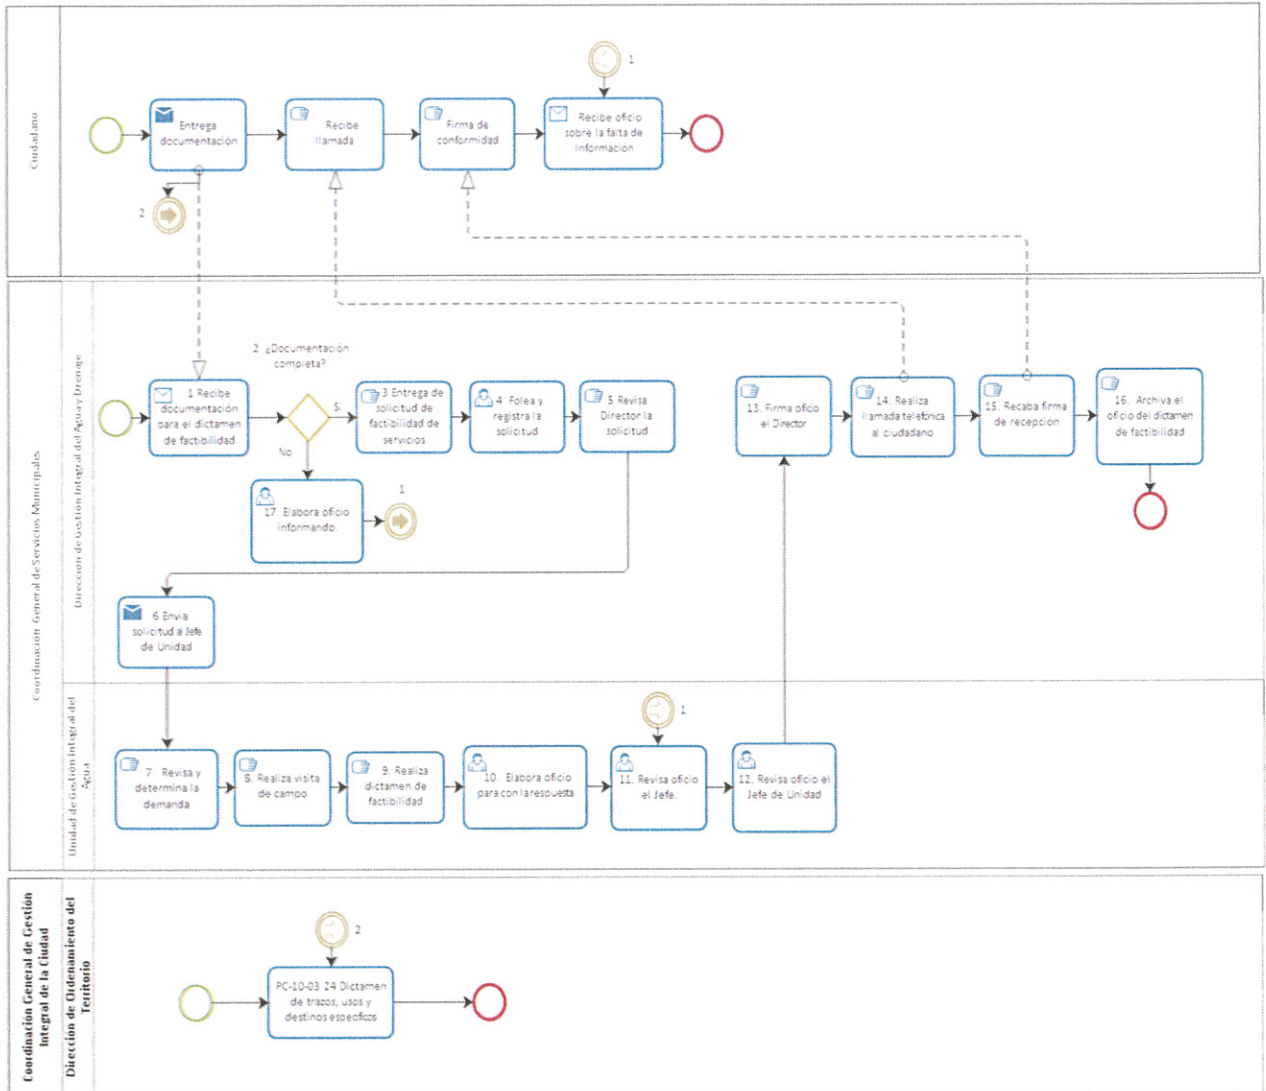 Ciudadano
1
Entrega
documentación
Recibe
llamada
Firma de
conformidad
Recibe oficio
sobre la falta de
información
2
Coordinación General de Servicios Municipales
Dirección de Gestión Integral del Agua y Drenaje
2 ¿Documentación
completa?
1 Recibe
documentación
para el dictamen
de factibilidad
Si
No
3 Entrega de
solicitud de
factibilidad de
servicios
4 Folea y
registra la
solicitud
5 Revisa
Director la
solicitud
13. Firma oficio
el Director
14. Realiza
llamada telefónica
al ciudadano
15. Recaba firma
de recepcion
16. Archiva el
oficio del dictamen
de factibilidad
17. Elabora oficio
informando.
1
6 Envia
solicitud a Jefe
de Unidad
Unidad de Gestión Integral del
Agua
1
7. Revisa y
determina la
demanda
8. Realiza visita
de campo
9. Realiza
dictamen de
factibilidad
10. Elabora oficio
para con la respuesta
11. Revisa oficio
el Jefe.
12. Revisa oficio el
Jefe de Unidad
Coordinación General de Gestión
Integral de la Ciudad
Dirección de Ordenamiento del
Territorio
2
PC-10-03 24 Dictamen
de trazos, usos y
destinos específicos